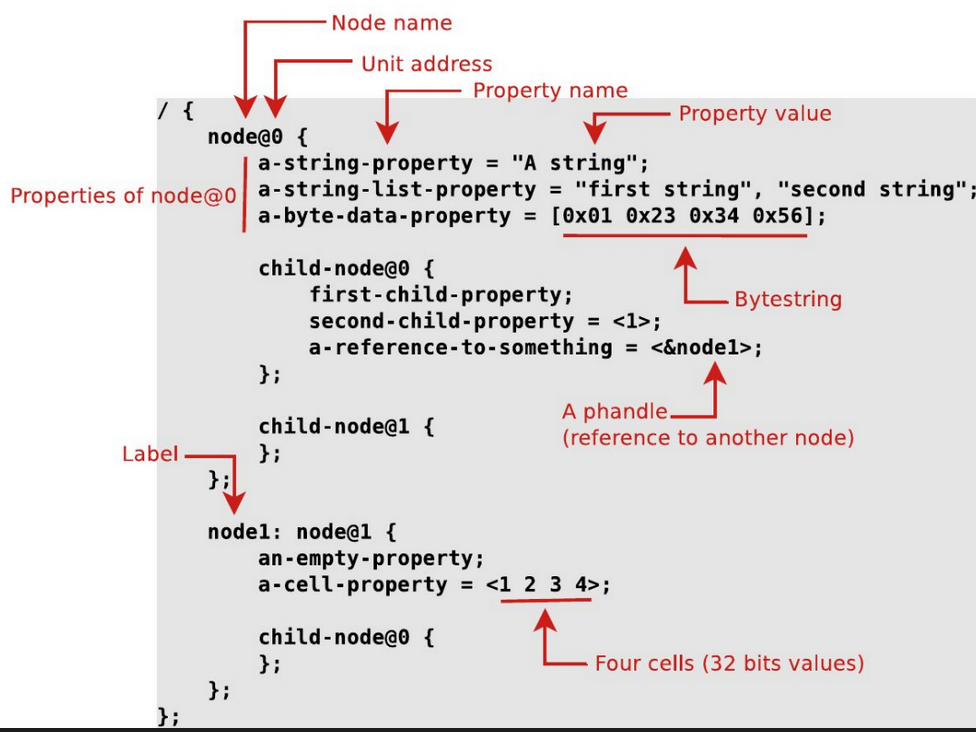 Node name
Unit address
Property name
Property value
/ {
node@0 {
Properties of node@0
a-string-property = "A string";
a-string-list-property = "first string", "second string";
a-byte-data-property = [0x01 0x23 0x34 0x56];
child-node@0 {
first-child-property;
second-child-property = <1>;
a-reference-to-something = <&node1>;
};
Bytestring
A phandle
(reference to another node)
child-node@1 {
};
};
Label
node1: node@1 {
an-empty-property;
a-cell-property = <1 2 3 4>;
child-node@0 {
};
};
};
Four cells (32 bits values)